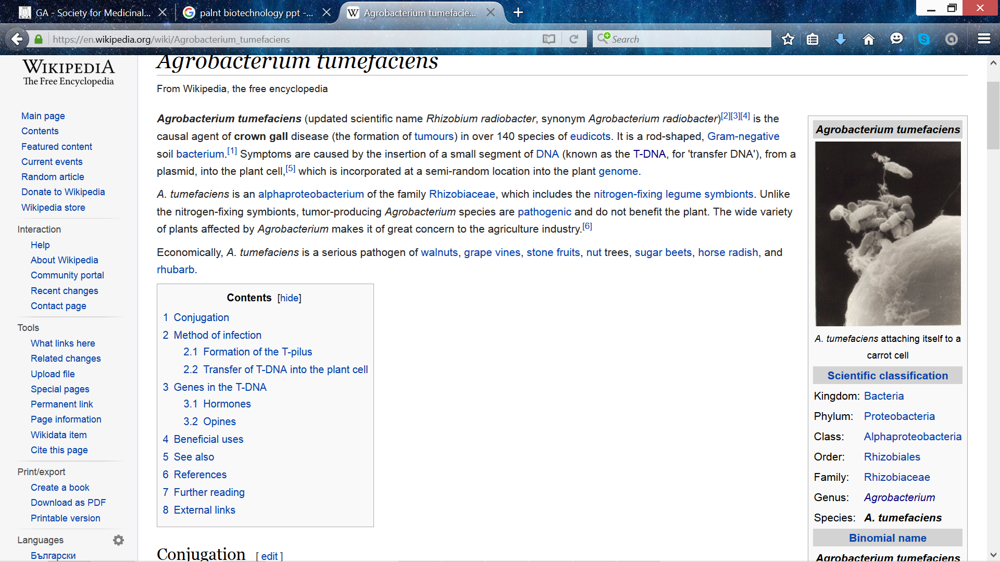 GA - Society for Medicinal...
palnt biotechnology ppt -...
Agrobacterium tumefacie...
https://en.wikipedia.org/wiki/Agrobacterium_tumefaciens
Search
WIKIPEDIA
The Free Encyclopedia
Main page
Contents
Featured content
Current events
Random article
Donate to Wikipedia
Wikipedia store
Interaction
Help
About Wikipedia
Community portal
Recent changes
Contact page
Tools
What links here
Related changes
Upload file
Special pages
Permanent link
Page information
Wikidata item
Cite this page
Print/export
Create a book
Download as PDF
Printable version
Languages
Български
Agrobacterium tumefaciens
From Wikipedia, the free encyclopedia
Agrobacterium tumefaciens (updated scientific name Rhizobium radiobacter, synonym Agrobacterium radiobacter)[2][3][4] is the
causal agent of crown gall disease (the formation of tumours) in over 140 species of eudicots. It is a rod-shaped, Gram-negative
soil bacterium.[1] Symptoms are caused by the insertion of a small segment of DNA (known as the T-DNA, for 'transfer DNA'), from a
plasmid, into the plant cell,[5] which is incorporated at a semi-random location into the plant genome.
A. tumefaciens is an alphaproteobacterium of the family Rhizobiaceae, which includes the nitrogen-fixing legume symbionts. Unlike
the nitrogen-fixing symbionts, tumor-producing Agrobacterium species are pathogenic and do not benefit the plant. The wide variety
of plants affected by Agrobacterium makes it of great concern to the agriculture industry.[6]
Economically, A. tumefaciens is a serious pathogen of walnuts, grape vines, stone fruits, nut trees, sugar beets, horse radish, and
rhubarb.
Contents [hide]
1 Conjugation
2 Method of infection
2.1 Formation of the T-pilus
2.2 Transfer of T-DNA into the plant cell
3 Genes in the T-DNA
3.1 Hormones
3.2 Opines
4 Beneficial uses
5 See also
6 References
7 Further reading
8 External links
Conjugation [ edit ]
Agrobacterium tumefaciens
A. tumefaciens attaching itself to a
carrot cell
Scientific classification
Kingdom: Bacteria
Phylum: Proteobacteria
Class: Alphaproteobacteria
Order: Rhizobiales
Family: Rhizobiaceae
Genus: Agrobacterium
Species: A. tumefaciens
Binomial name
Agrobacterium tumefaciens